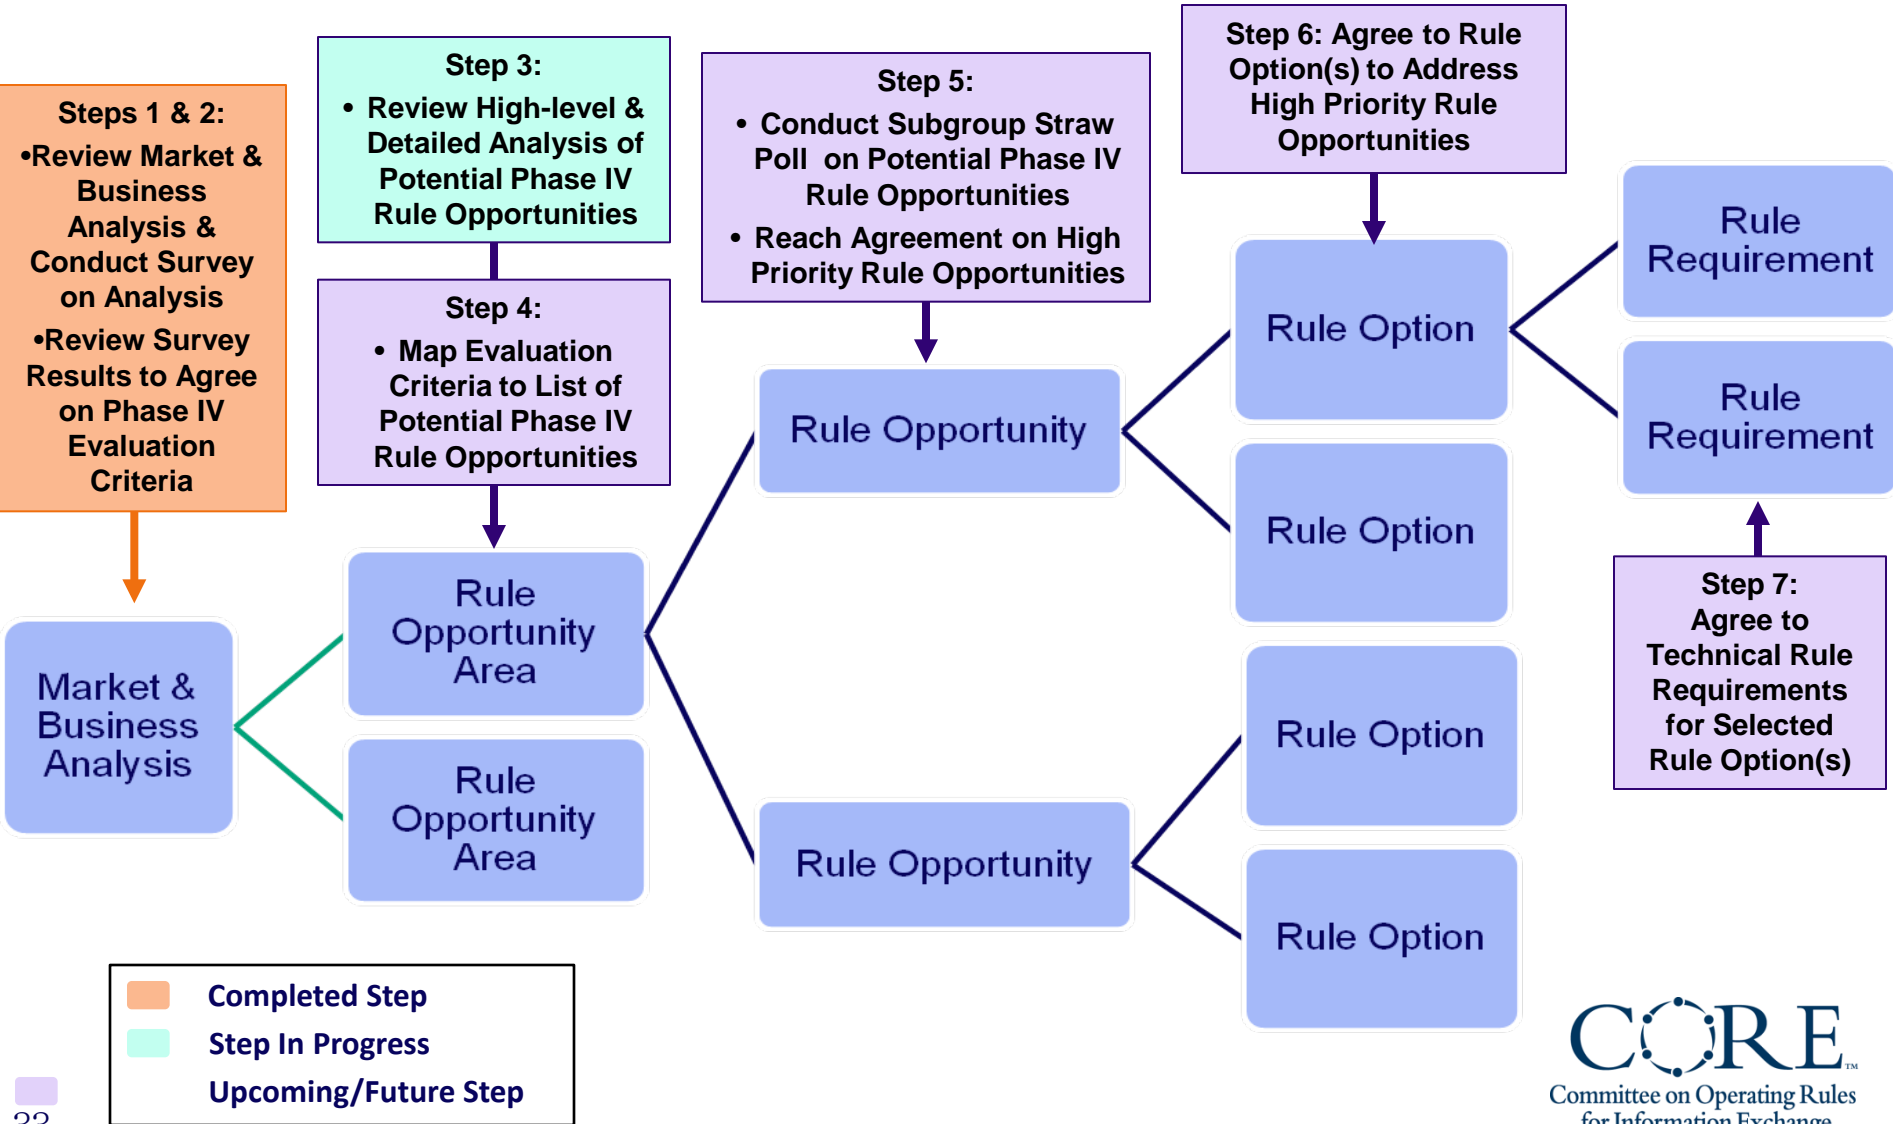 Steps 1 & 2:
•Review Market &
Business
Analysis &
Conduct Survey
on Analysis
•Review Survey
Results to Agree
on Phase IV
Evaluation
Criteria
Step 3:
• Review High-level &
Detailed Analysis of
Potential Phase IV
Rule Opportunities
Step 4:
• Map Evaluation
Criteria to List of
Potential Phase IV
Rule Opportunities
Step 5:
• Conduct Subgroup Straw
Poll on Potential Phase IV
Rule Opportunities
• Reach Agreement on High
Priority Rule Opportunities
Step 6: Agree to Rule
Option(s) to Address
High Priority Rule
Opportunities
Market &
Business
Analysis
Rule
Opportunity
Area
Rule
Opportunity
Area
Rule Opportunity
Rule Opportunity
Rule Option
Rule Option
Rule Option
Rule Option
Rule
Requirement
Rule
Requirement
Step 7:
Agree to
Technical Rule
Requirements
for Selected
Rule Option(s)
Completed Step
Step In Progress
Upcoming/Future Step
33
CORE™
Committee on Operating Rules
for Information Exchange